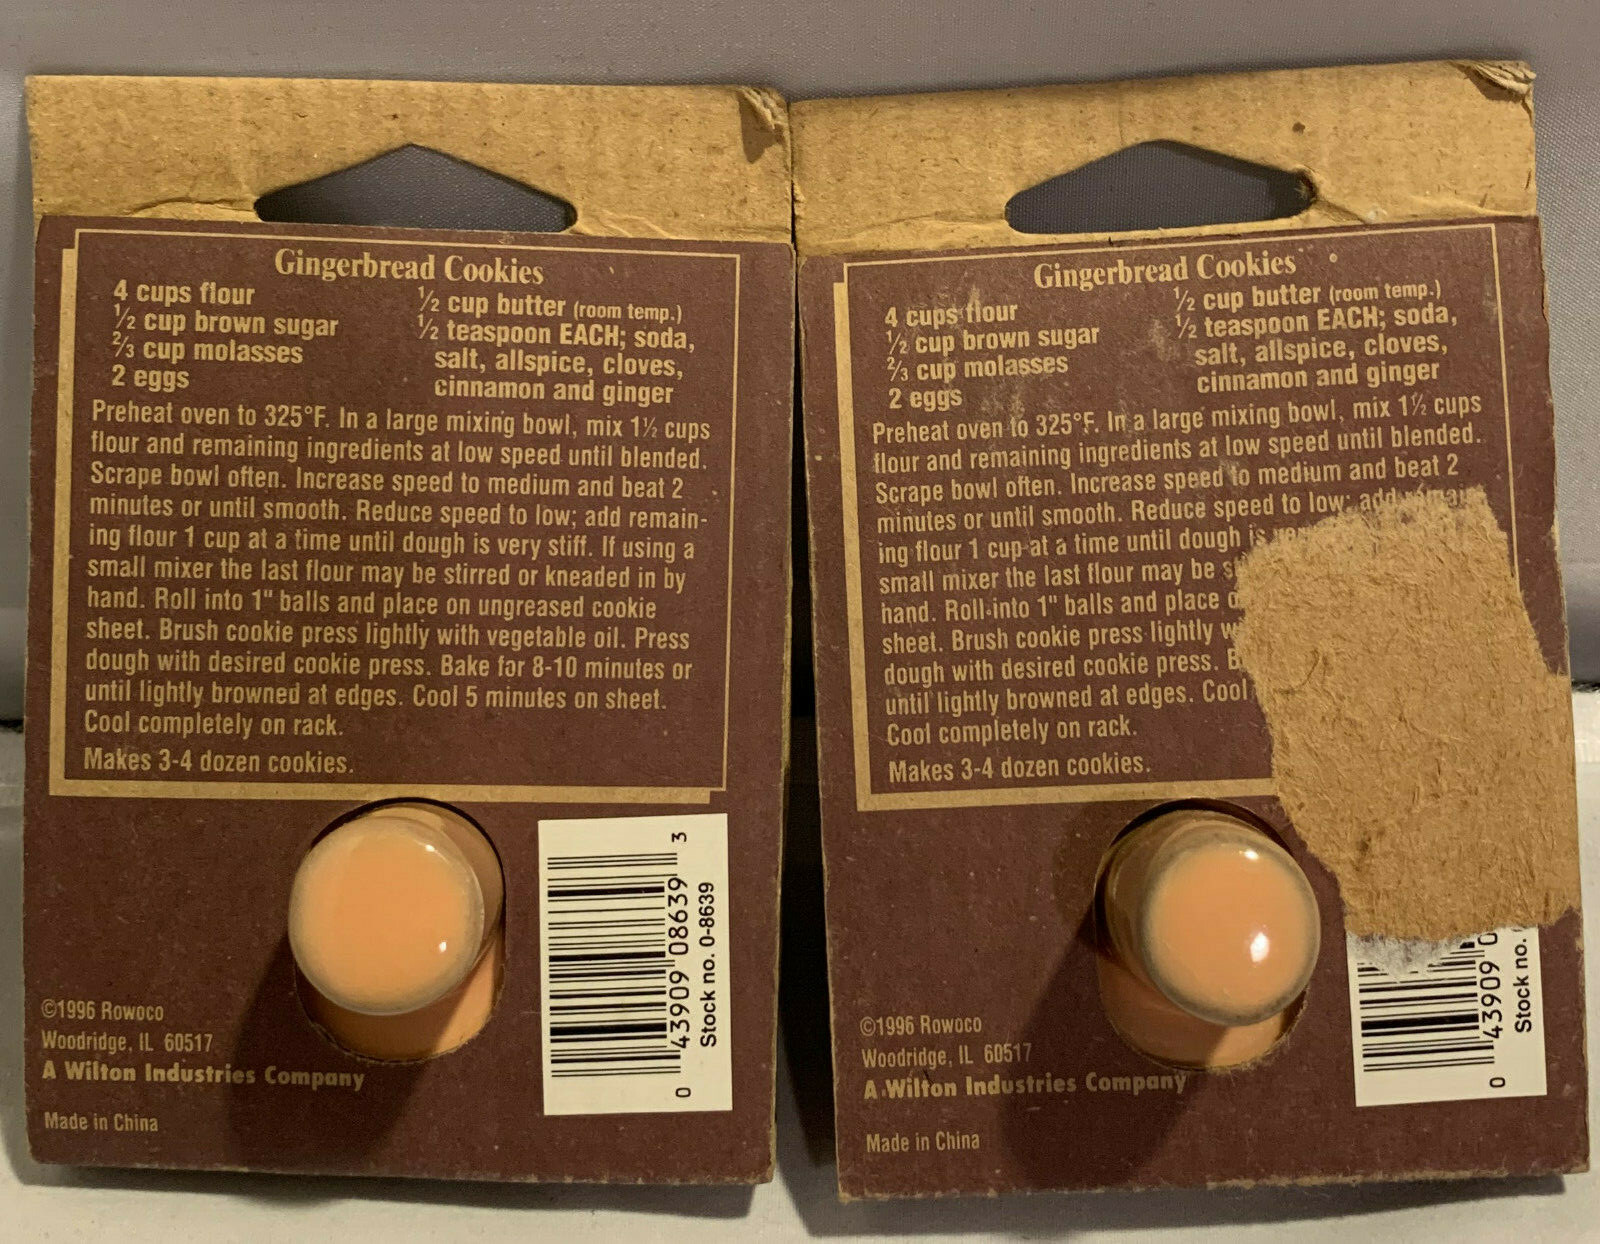 Gingerbread Cookies
4 cups flour
½ cup brown sugar
⅔ cup molasses
2 eggs
½ cup butter (room temp.)
½ teaspoon EACH; soda,
salt, allspice, cloves,
cinnamon and ginger
Preheat oven to 325°F. In a large mixing bowl, mix 1½ cups
flour and remaining ingredients at low speed until blended.
Scrape bowl often. Increase speed to medium and beat 2
minutes or until smooth. Reduce speed to low; add remain-
ing flour 1 cup at a time until dough is very stiff. If using a
small mixer the last flour may be stirred or kneaded in by
hand. Roll into 1" balls and place on ungreased cookie
sheet. Brush cookie press lightly with vegetable oil. Press
dough with desired cookie press. Bake for 8-10 minutes or
until lightly browned at edges. Cool 5 minutes on sheet.
Cool completely on rack.
Makes 3-4 dozen cookies.
©1996 Rowoco
Woodridge, IL 60517
A Wilton Industries Company
Made in China
0 43909 08639 3
Stock no. 0-8639
Gingerbread Cookies
4 cups flour
½ cup brown sugar
⅔ cup molasses
2 eggs
½ cup butter (room temp.)
½ teaspoon EACH; soda,
salt, allspice, cloves,
cinnamon and ginger
Preheat oven to 325°F. In a large mixing bowl, mix 1½ cups
flour and remaining ingredients at low speed until blended.
Scrape bowl often. Increase speed to medium and beat 2
minutes or until smooth. Reduce speed to low; add
ing flour 1 cup at a time until dough is
small mixer the last flour may be
hand. Roll into 1" balls and place
sheet. Brush cookie press lightly
dough with desired cookie press.
until lightly browned at edges. Cool
Cool completely on rack.
Makes 3-4 dozen cookies.
©1996 Rowoco
Woodridge, IL 60517
A Wilton Industries Company
Made in China
0 43909 0
Stock no.